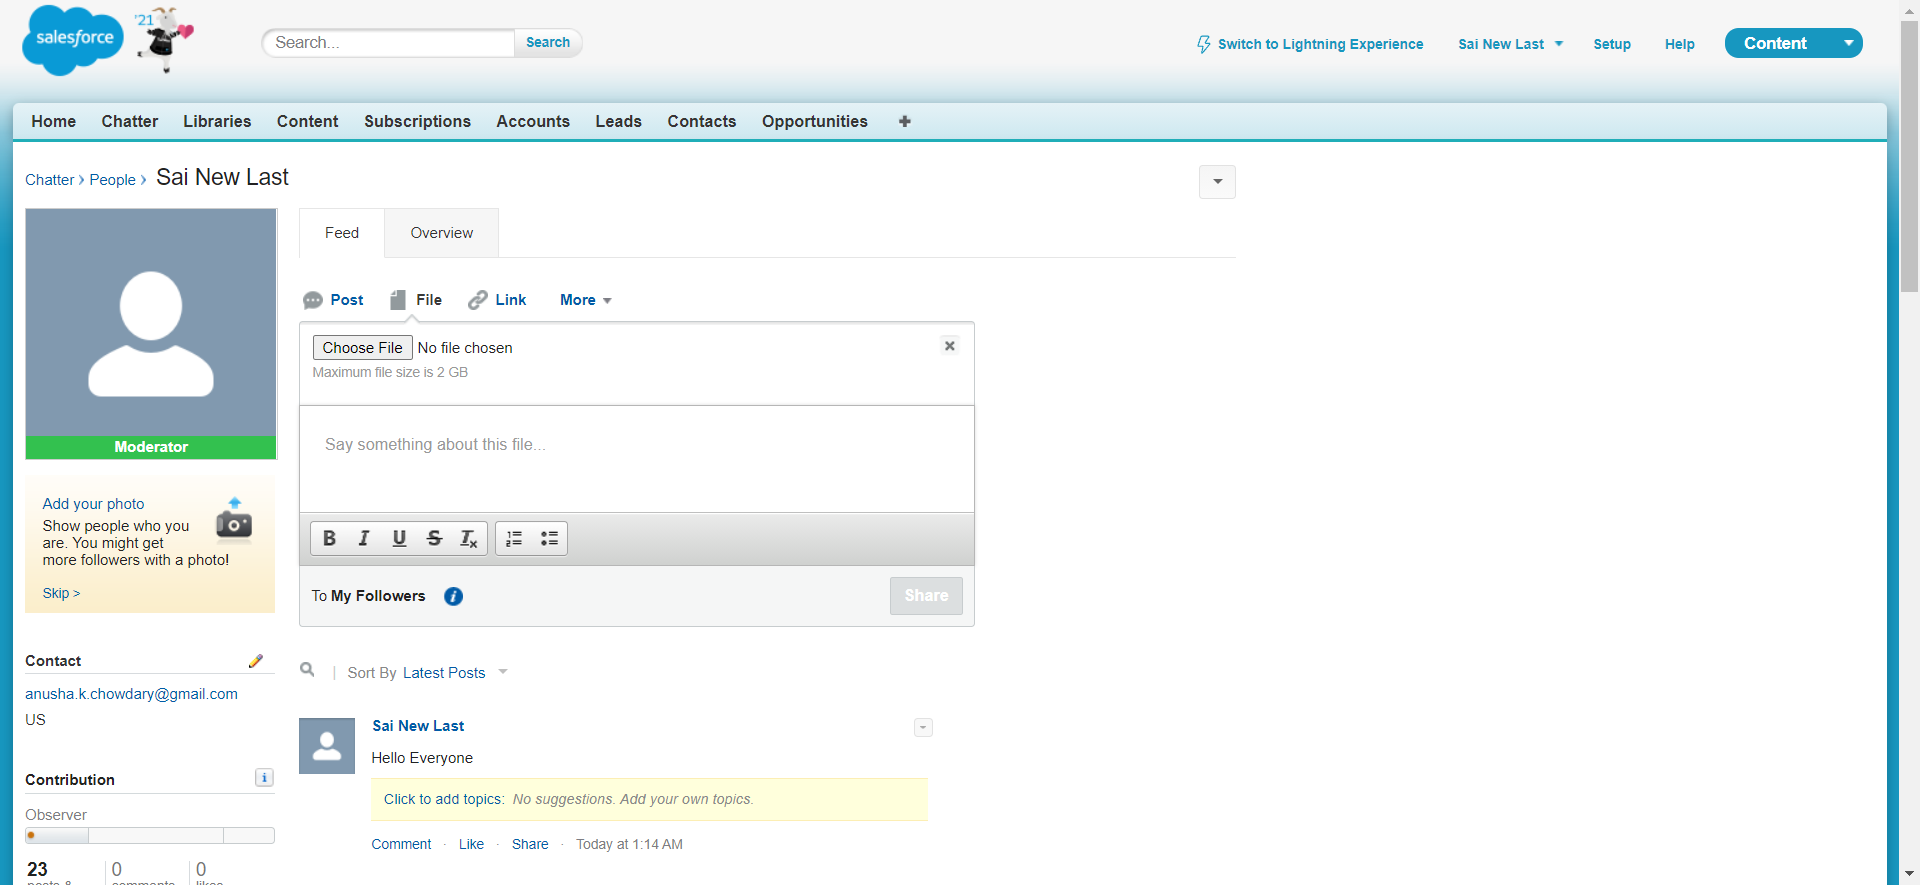 salesforce
'21
Search...
Search
Switch to Lightning Experience
Sai New Last
Setup
Help
Content
Home
Chatter
Libraries
Content
Subscriptions
Accounts
Leads
Contacts
Opportunities
Chatter › People › Sai New Last
Moderator
Add your photo
Show people who you
are. You might get
more followers with a photo!
Skip >
Contact
anusha.k.chowdary@gmail.com
US
Contribution
Observer
23
0
0
posts &
comments
likes
Feed
Overview
Post
File
Link
More
Choose File No file chosen
Maximum file size is 2 GB
Say something about this file...
B I U S Tx
To My Followers
Share
| Sort By Latest Posts
Sai New Last
Hello Everyone
Click to add topics: No suggestions. Add your own topics.
Comment · Like · Share · Today at 1:14 AM